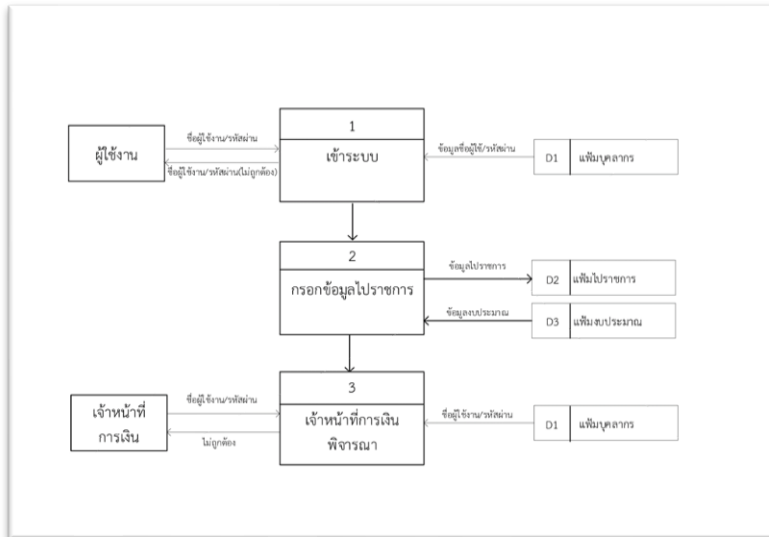 1
ชื่อผู้ใช้งาน/รหัสผ่าน
ผู้ใช้งาน
เข้าระบบ
ข้อมูลชื่อผู้ใช้/รหัสผ่าน
D1 แฟ้มบุคลากร
ชื่อผู้ใช้งาน/รหัสผ่าน(ไม่ถูกต้อง)
2
ข้อมูลไปราชการ
D2 แฟ้มไปราชการ
กรอกข้อมูลไปราชการ
ข้อมูลงบประมาณ
D3 แฟ้มงบประมาณ
3
ชื่อผู้ใช้งาน/รหัสผ่าน
เจ้าหน้าที่
การเงิน
เจ้าหน้าที่การเงิน
พิจารณา
ชื่อผู้ใช้งาน/รหัสผ่าน
D1 แฟ้มบุคลากร
ไม่ถูกต้อง